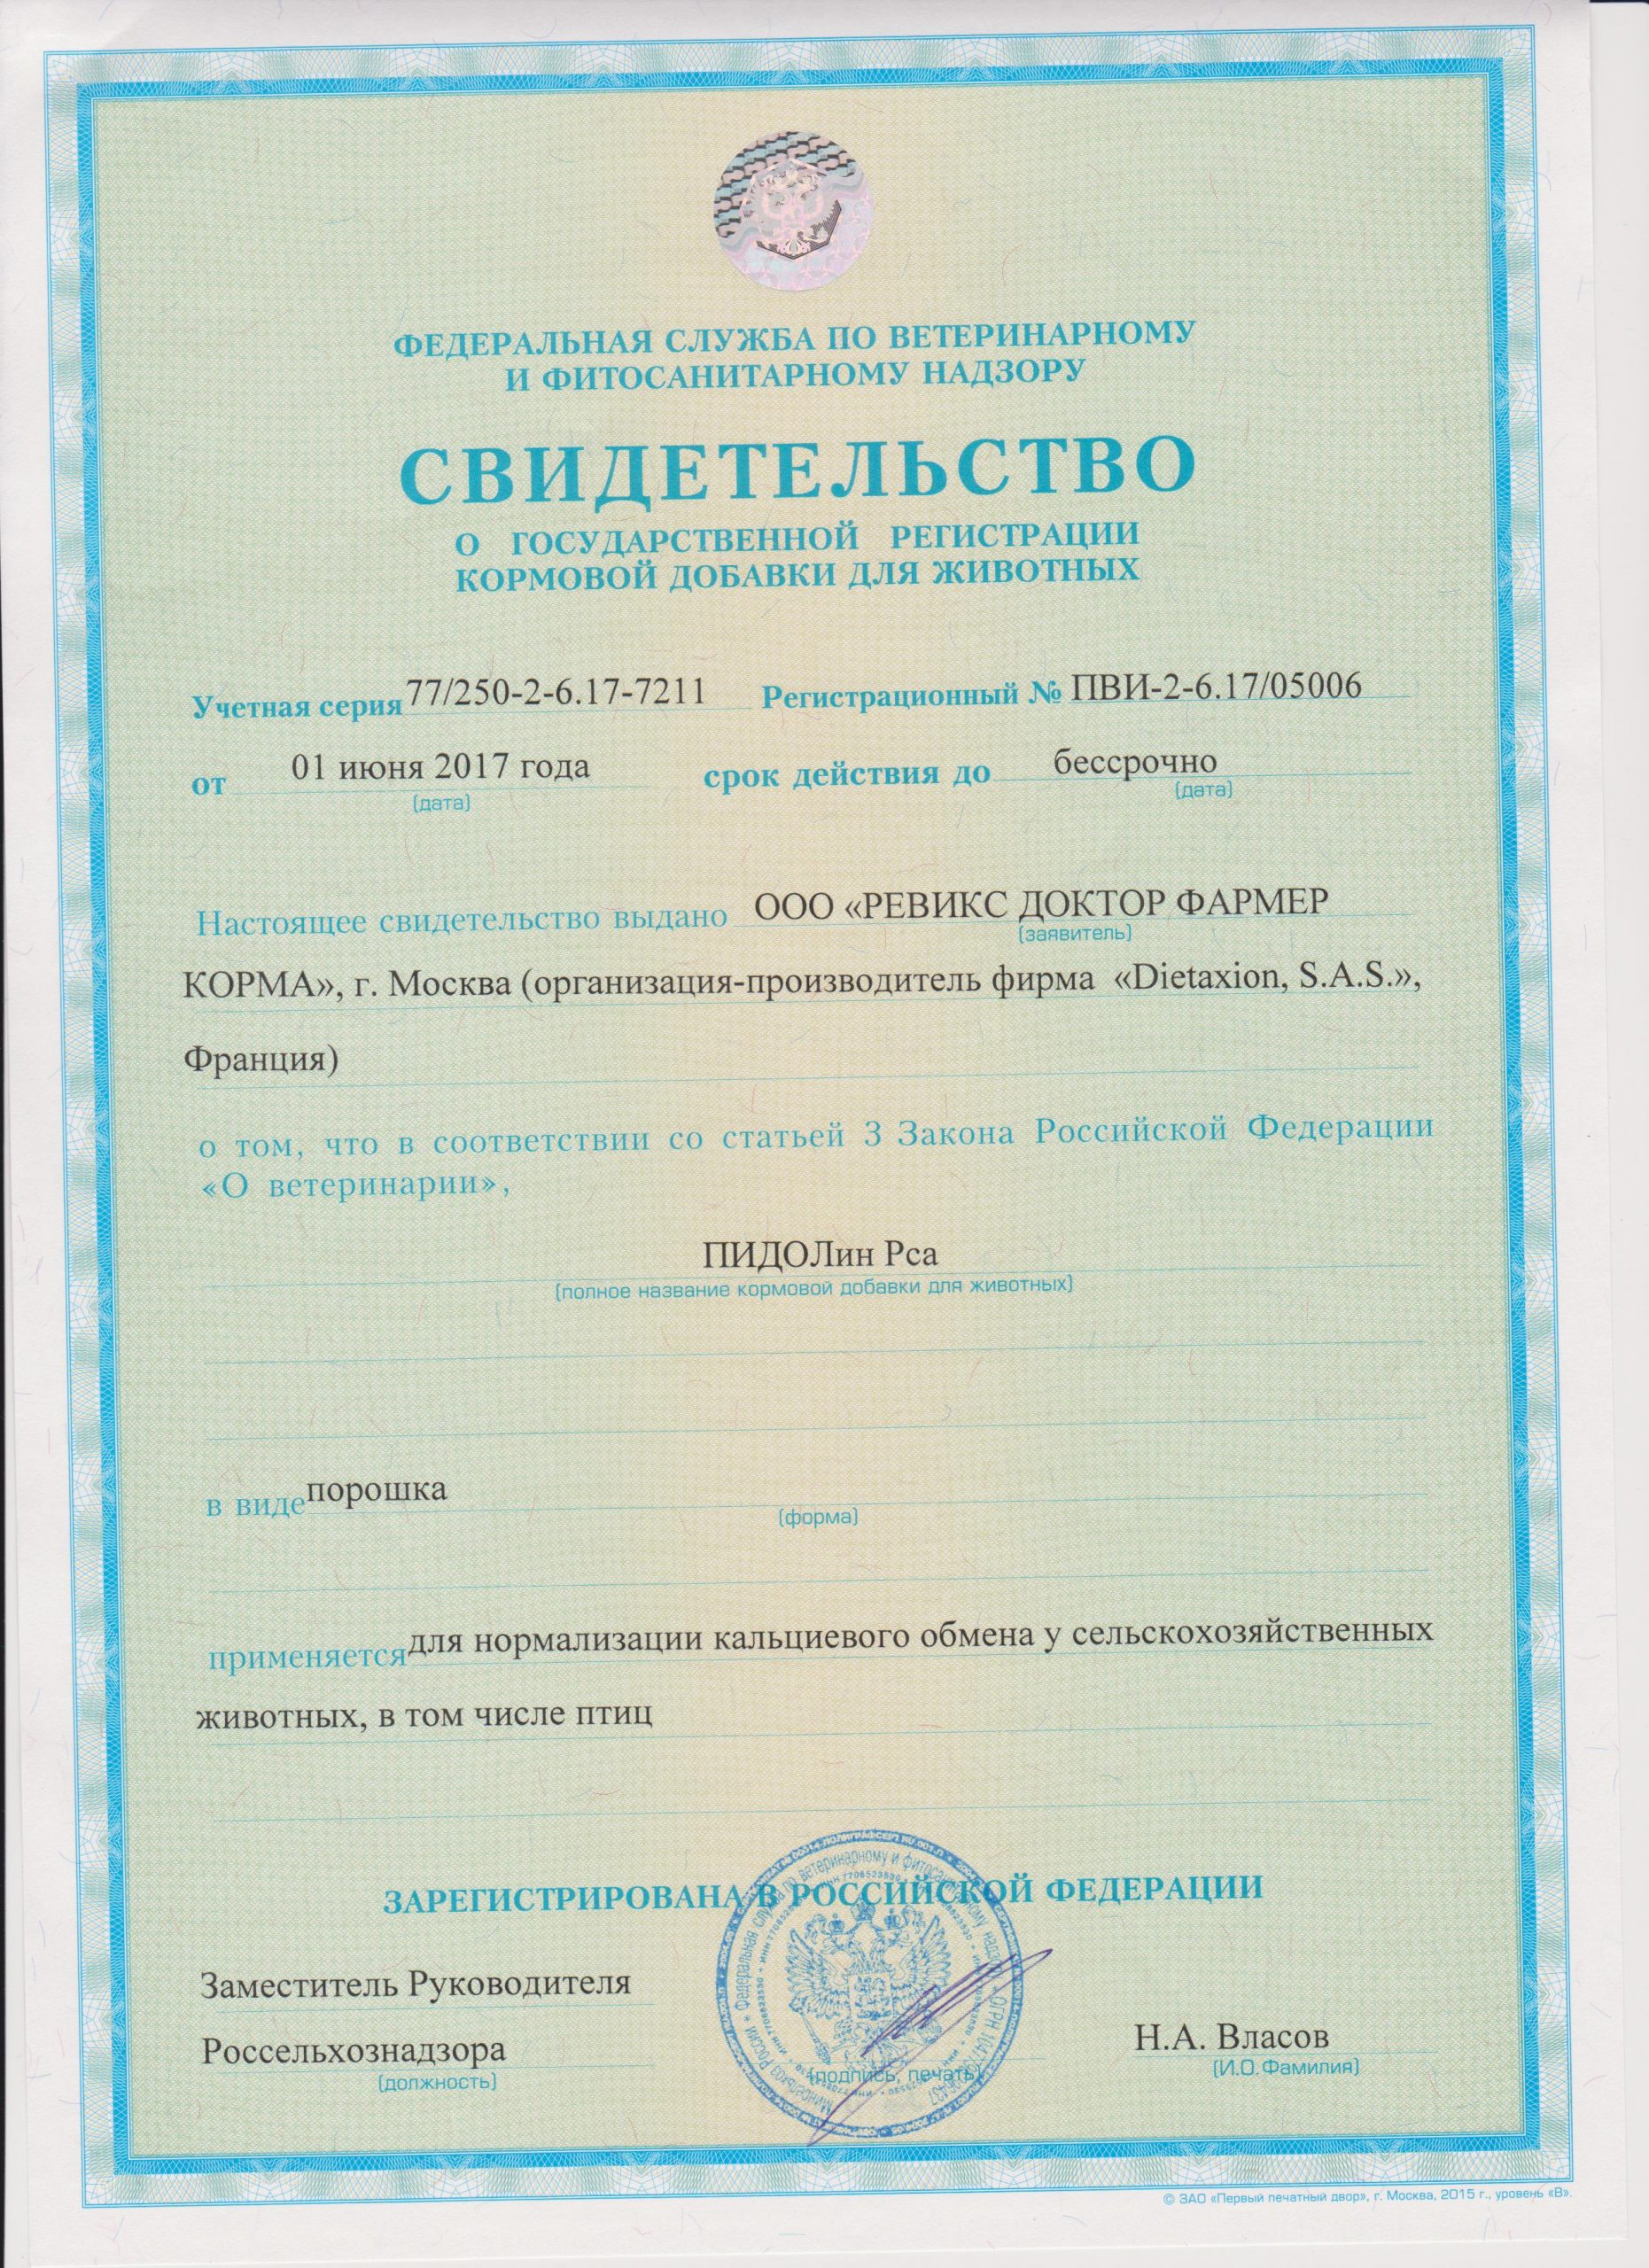 ФЕДЕРАЛЬНАЯ СЛУЖБА ПО ВЕТЕРИНАРНОМУ
И ФИТОСАНИТАРНОМУ НАДЗОРУ
СВИДЕТЕЛЬСТВО
О ГОСУДАРСТВЕННОЙ РЕГИСТРАЦИИ
КОРМОВОЙ ДОБАВКИ ДЛЯ ЖИВОТНЫХ
Учетная серия 77/250-2-6.17-7211 Регистрационный № ПВИ-2-6.17/05006
от 01 июня 2017 года срок действия до бессрочно
(дата) (дата)
Настоящее свидетельство выдано ООО «РЕВИКС ДОКТОР ФАРМЕР
(заявитель)
КОРМА», г. Москва (организация-производитель фирма «Dietaxion, S.A.S.»,
Франция)
о том, что в соответствии со статьей 3 Закона Российской Федерации
«О ветеринарии»,
ПИДОЛин Pca
(полное название кормовой добавки для животных)
в виде порошка
(форма)
применяется для нормализации кальциевого обмена у сельскохозяйственных
животных, в том числе птиц
ЗАРЕГИСТРИРОВАНА В РОССИЙСКОЙ ФЕДЕРАЦИИ
Заместитель Руководителя
Россельхознадзора Н.А. Власов
(должность) (подпись, печать) (И.О.Фамилия)
© ЗАО «Первый печатный двор», г. Москва, 2015 г., уровень «В».